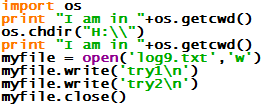 import os
print "I am in "+os.getcwd()
os.chdir("H:\\")
print "I am in "+os.getcwd()
myfile = open('log9.txt','w')
myfile.write('try1\n')
myfile.write('try2\n')
myfile.close()